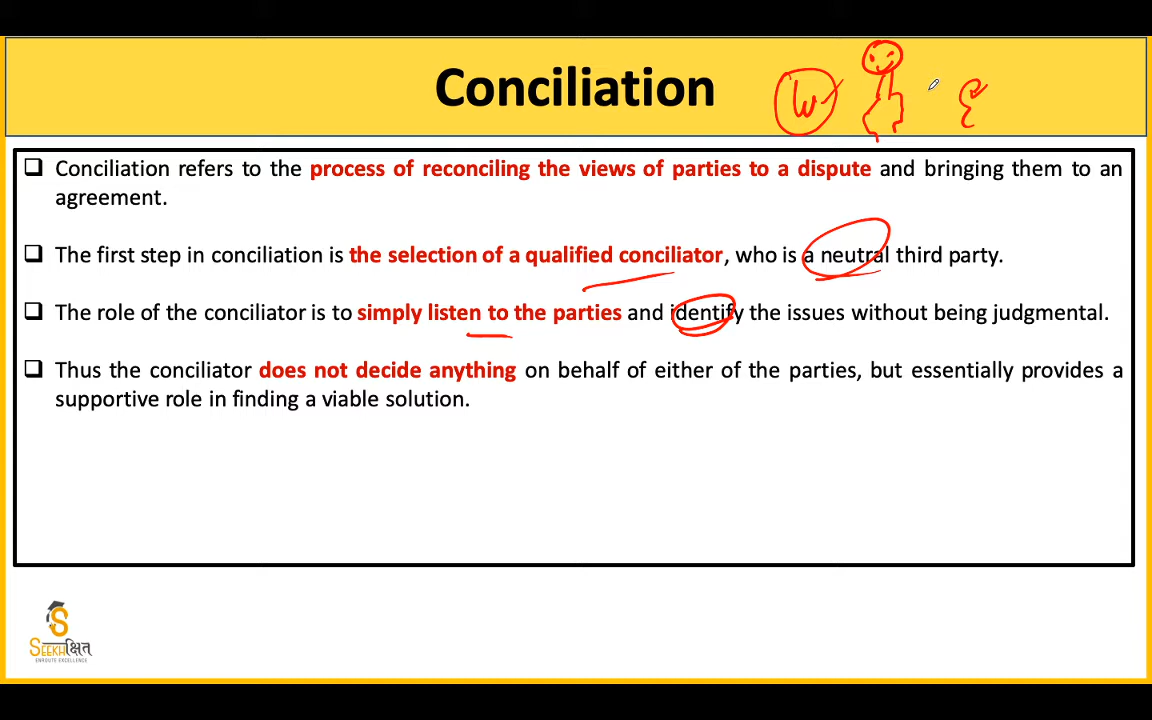 Conciliation
W
E
Conciliation refers to the process of reconciling the views of parties to a dispute and bringing them to an
agreement.
The first step in conciliation is the selection of a qualified conciliator, who is a neutral third party.
The role of the conciliator is to simply listen to the parties and identify the issues without being judgmental.
Thus the conciliator does not decide anything on behalf of either of the parties, but essentially provides a
supportive role in finding a viable solution.
S
SEEKHक्षित
ENROUTE EXCELLENCE